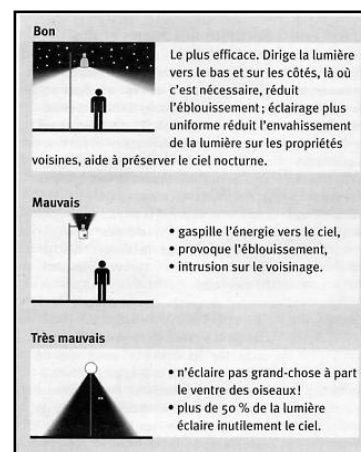 Bon
Le plus efficace. Dirige la lumière
vers le bas et sur les côtés, là où
c'est nécessaire, réduit
l'éblouissement ; éclairage plus
uniforme réduit l'envahissement
de la lumière sur les propriétés
voisines, aide à préserver le ciel nocturne.
Mauvais
• gaspille l'énergie vers le ciel,
• provoque l'éblouissement,
• intrusion sur le voisinage.
Très mauvais
• n'éclaire pas grand-chose à part
le ventre des oiseaux !
• plus de 50 % de la lumière
éclaire inutilement le ciel.